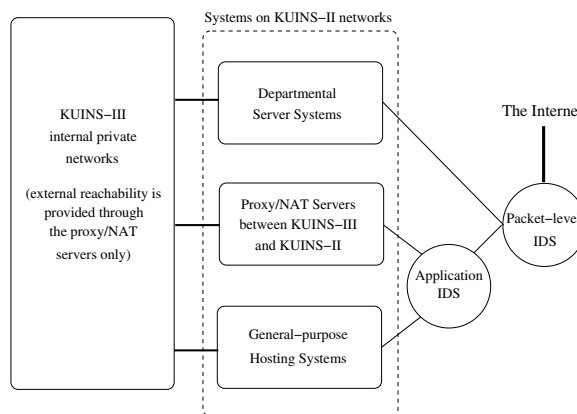 Systems on KUINS−II networks
KUINS−III
internal private
networks
(external reachability is
provided through
the proxy/NAT
servers only)
Departmental
Server Systems
Proxy/NAT Servers
between KUINS−III
and KUINS−II
General−purpose
Hosting Systems
Application
IDS
The Interne
Packet−leve
IDS